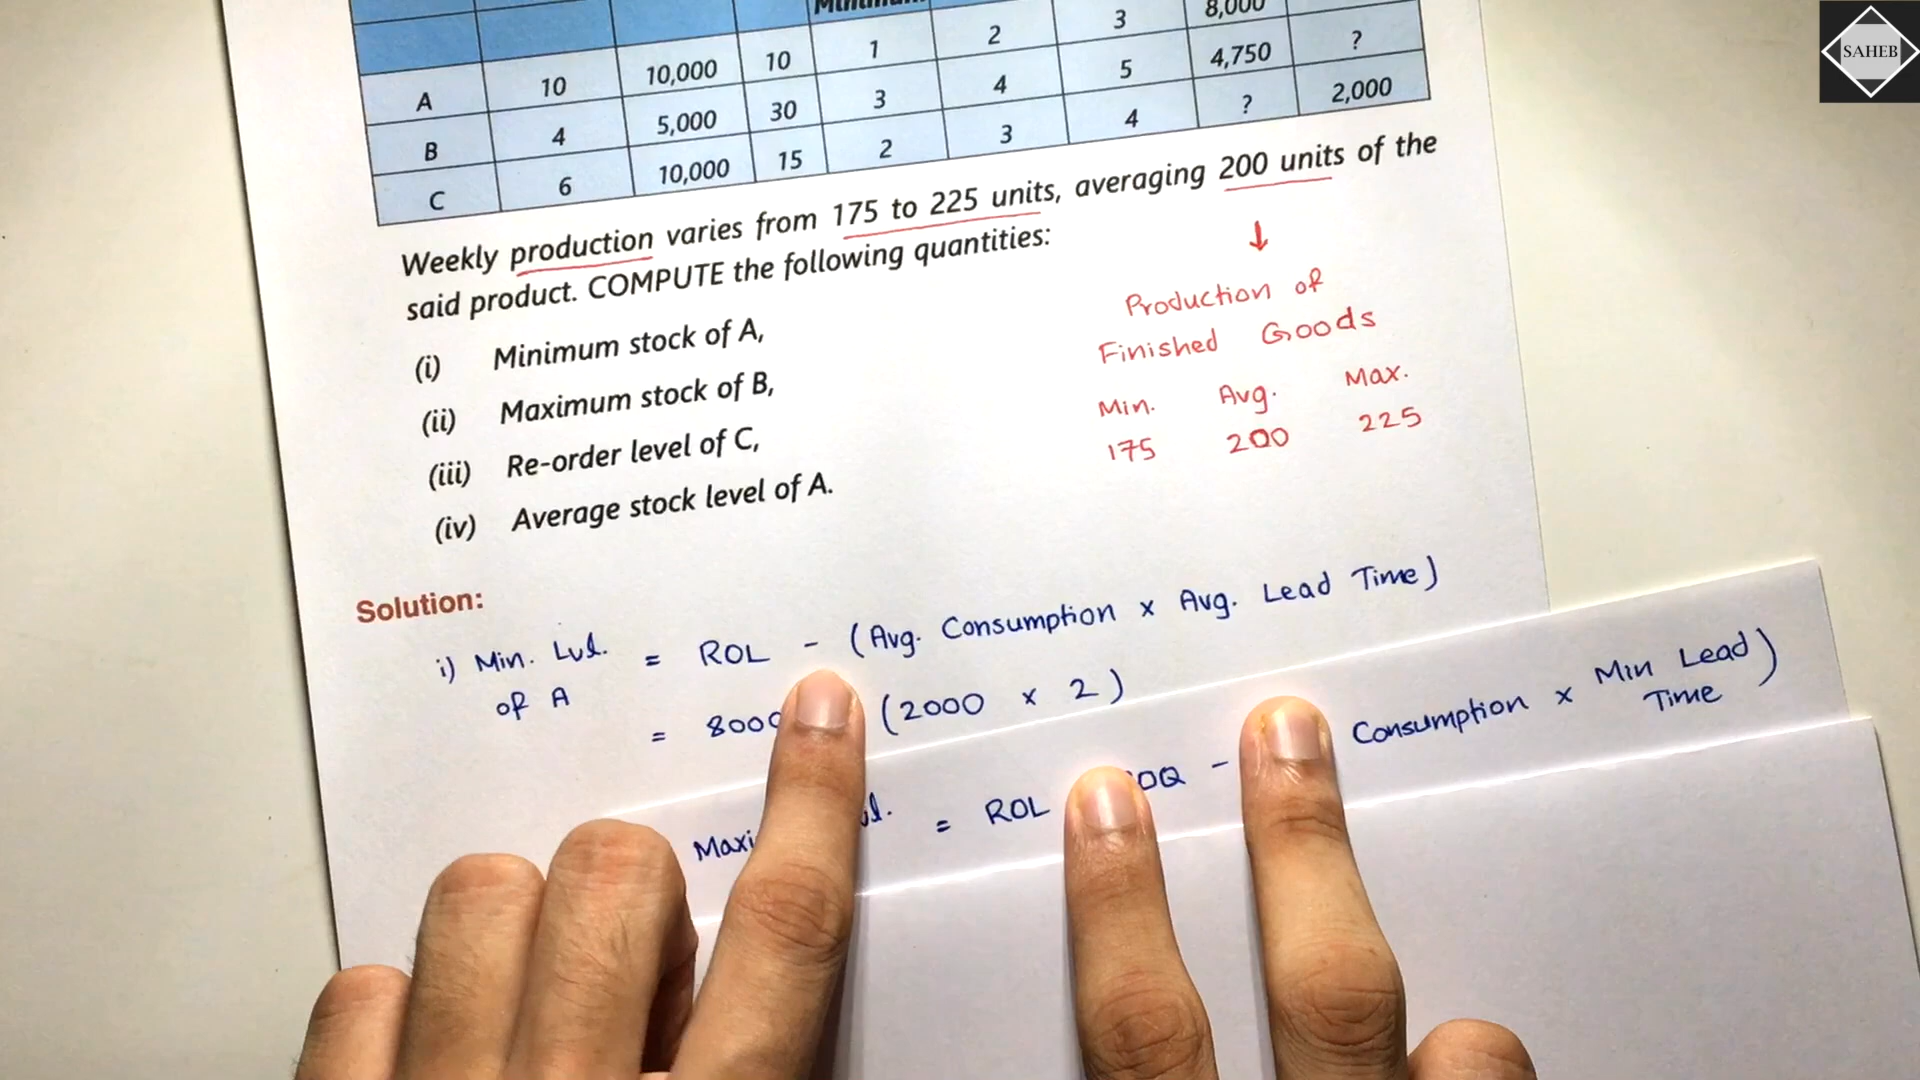 SAHEB
8,000
A 10 10,000 10 1 2 3 4,750 ?
B 4 5,000 30 3 4 5 ? 2,000
C 6 10,000 15 2 3 4
Weekly production varies from 175 to 225 units, averaging 200 units of the
said product. COMPUTE the following quantities:
(i) Minimum stock of A,
(ii) Maximum stock of B,
(iii) Re-order level of C,
(iv) Average stock level of A.
↓
Production of
Finished Goods
Min. Avg. Max.
175 200 225
Solution:
i) Min. Lvl. = ROL - (Avg. Consumption x Avg. Lead Time)
of A
= 8000 (2000 x 2)
= ROL - Consumption x Min Lead Time)